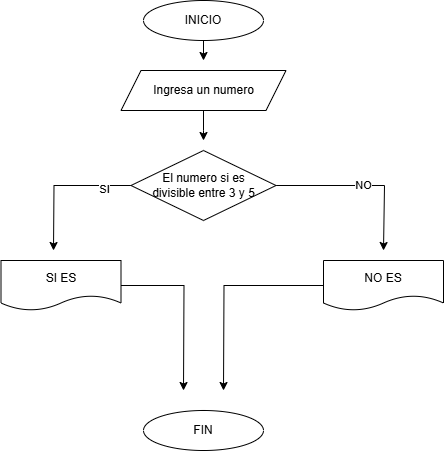 INICIO
Ingresa un numero
El numero si es
divisible entre 3 y 5
SI
NO
SI ES
NO ES
FIN